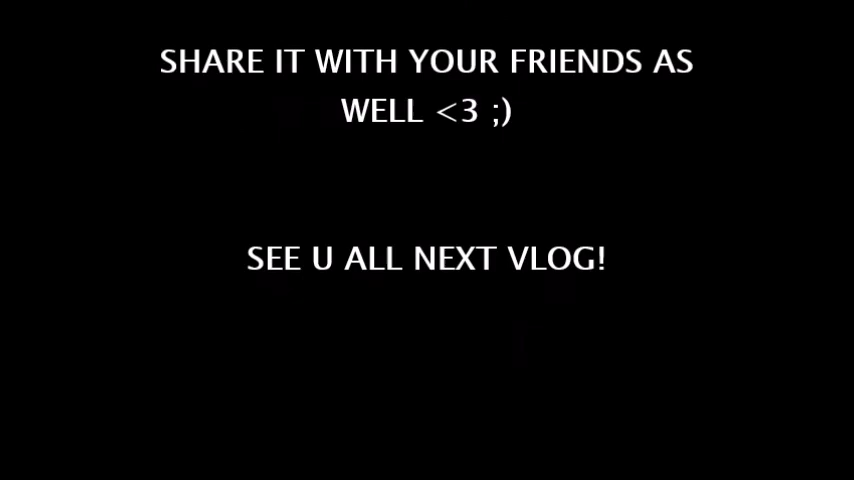 SHARE IT WITH YOUR FRIENDS AS
WELL <3 ;)
SEE U ALL NEXT VLOG!